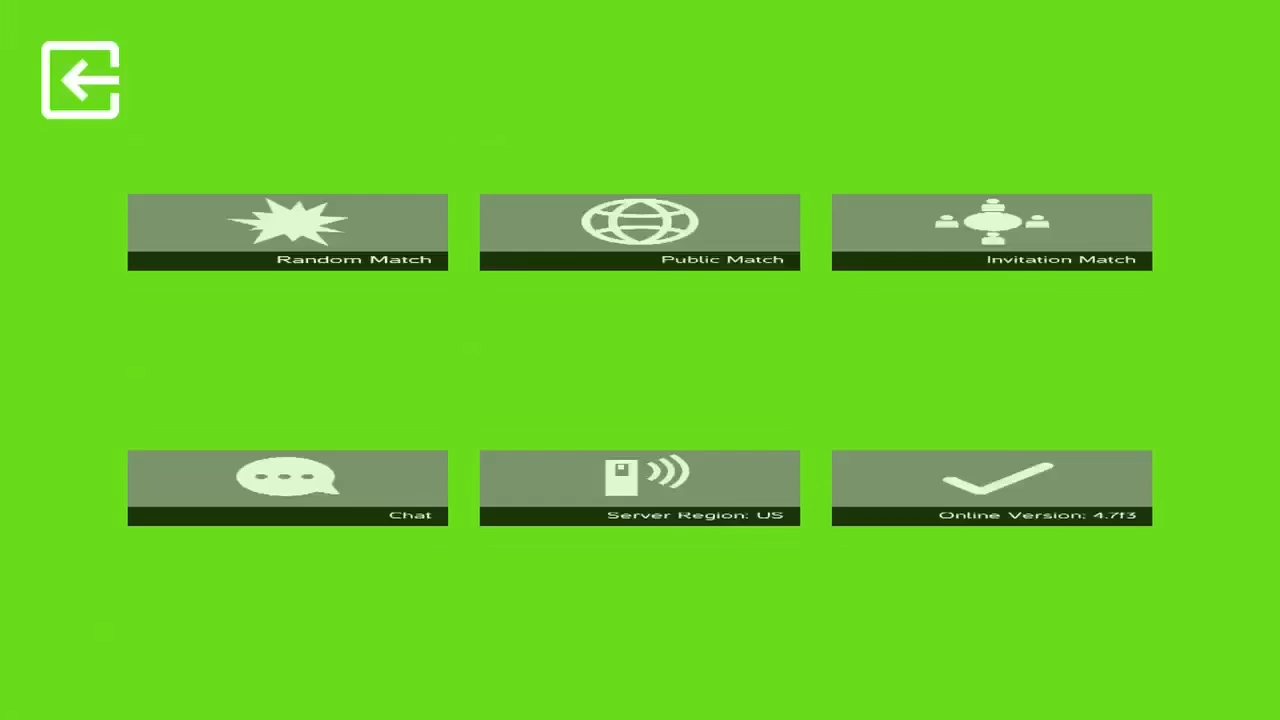 Random Match
Public Match
Invitation Match
Chat
Server Region: US
Online Version: 4.7f3